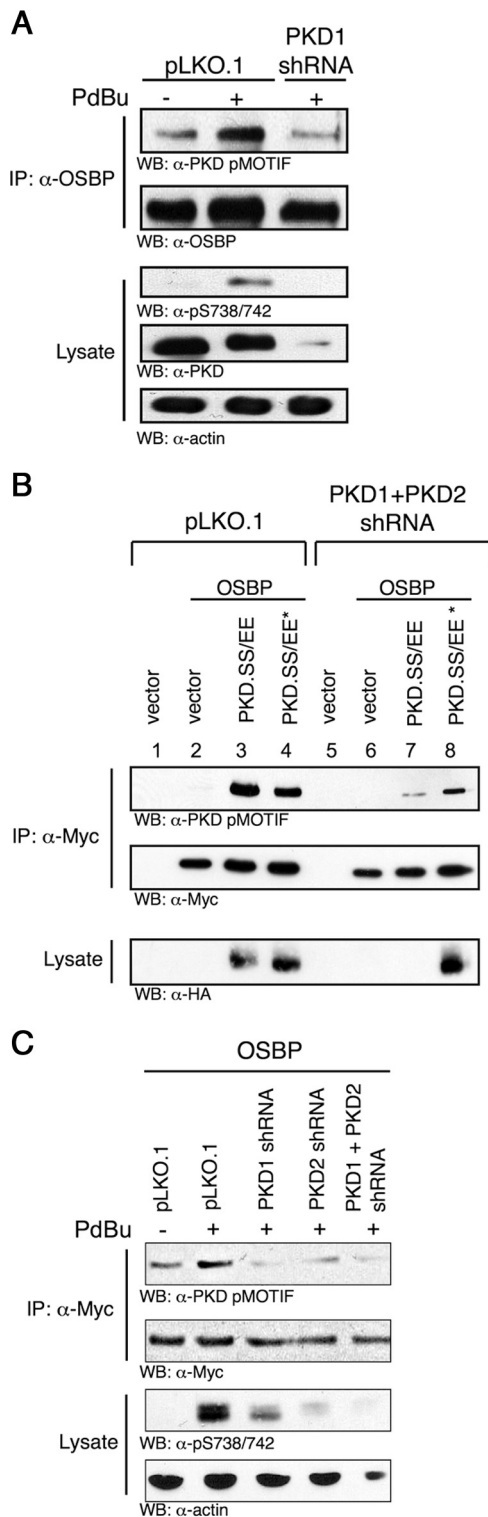 A
PKD1
pLKO.1 shRNA
PdBu - + +
WB: α-PKD pMOTIF
IP: α-OSBP
WB: α-OSBP
WB: α-pS738/742
Lysate
WB: α-PKD
WB: α-actin
B
PKD1+PKD2
pLKO.1 shRNA
OSBP OSBP
vector vector PKD.SS/EE PKD.SS/EE* vector vector PKD.SS/EE PKD.SS/EE*
1 2 3 4 5 6 7 8
WB: α-PKD pMOTIF
IP: α-Myc
WB: α-Myc
Lysate
WB: α-HA
C
OSBP
pLKO.1 pLKO.1 PKD1 shRNA PKD2 shRNA PKD1 + PKD2 shRNA
PdBu - + + + +
WB: α-PKD pMOTIF
IP: α-Myc
WB: α-Myc
WB: α-pS738/742
Lysate
WB: α-actin